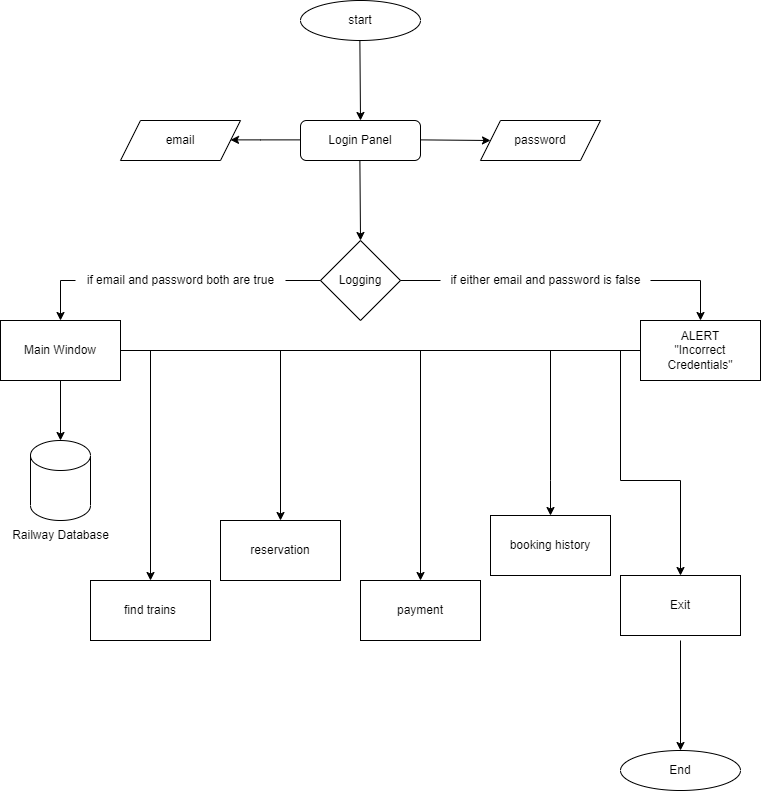 start
email
Login Panel
password
if email and password both are true
Logging
if either email and password is false
Main Window
ALERT
"Incorrect
Credentials"
Railway Database
reservation
booking history
find trains
payment
Exit
End